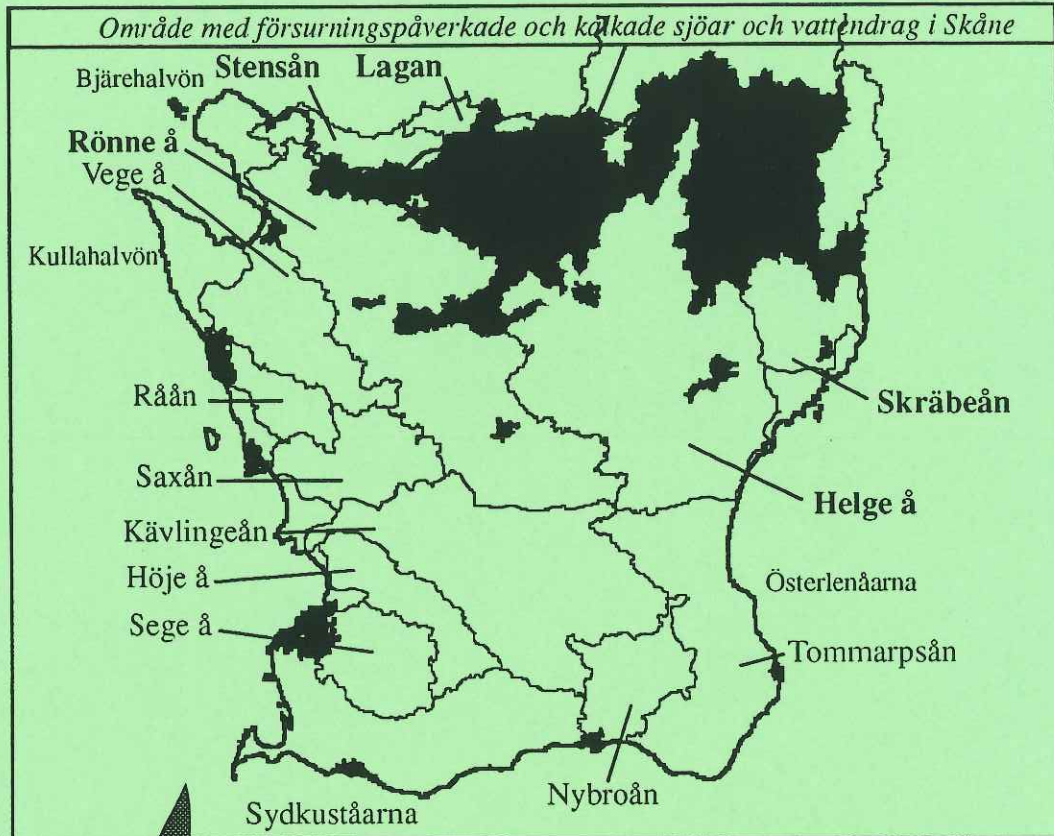 Område med försurningspåverkade och kalkade sjöar och vattendrag i Skåne
Bjärehalvön
Stensån
Lagan
Rönne å
Vege å
Kullahalvön
Råån
Skräbeån
Saxån
Helge å
Kävlingeån
Höje å
Österlenåarna
Sege å
Tommarpsån
Nybroån
Sydkuståarna